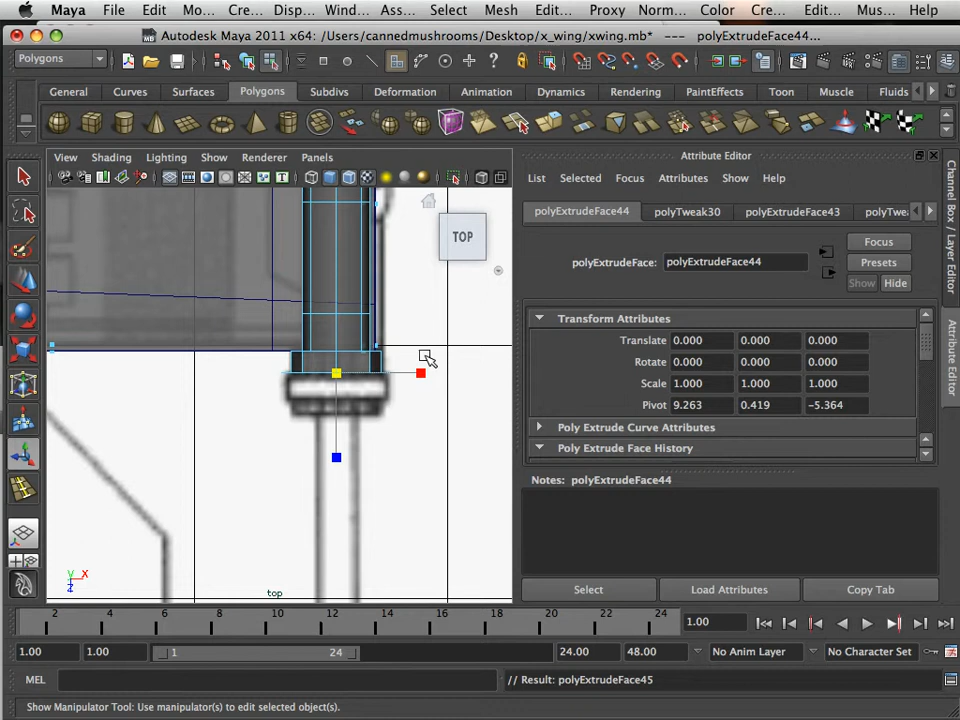 Maya File Edit Mo... Cre... Disp... Window Ass... Select Mesh Edit... Proxy Norm... Color Cre... Edit... Mus... Help
Autodesk Maya 2011 x64: /Users/cannedmushrooms/Desktop/x_wing/xwing.mb* --- polyExtrudeFace44...
Polygons
General Curves Surfaces Polygons Subdivs Deformation Animation Dynamics Rendering PaintEffects Toon Muscle Fluids
View Shading Lighting Show Renderer Panels
Attribute Editor
List Selected Focus Attributes Show Help
polyExtrudeFace44 polyTweak30 polyExtrudeFace43 polyTwea
polyExtrudeFace: polyExtrudeFace44
Focus
Presets
Show Hide
Transform Attributes
Translate 0.000 0.000 0.000
Rotate 0.000 0.000 0.000
Scale 1.000 1.000 1.000
Pivot 9.263 0.419 -5.364
Poly Extrude Curve Attributes
Poly Extrude Face History
Notes: polyExtrudeFace44
Select Load Attributes Copy Tab
Channel Box / Layer Editor
Attribute Editor
TOP
Y X
Z
top
2 4 6 8 10 12 14 16 18 20 22 24
1.00
1.00 1.00 1 24 24.00 48.00 No Anim Layer No Character Set
MEL // Result: polyExtrudeFace45
Show Manipulator Tool: Use manipulator(s) to edit selected object(s).